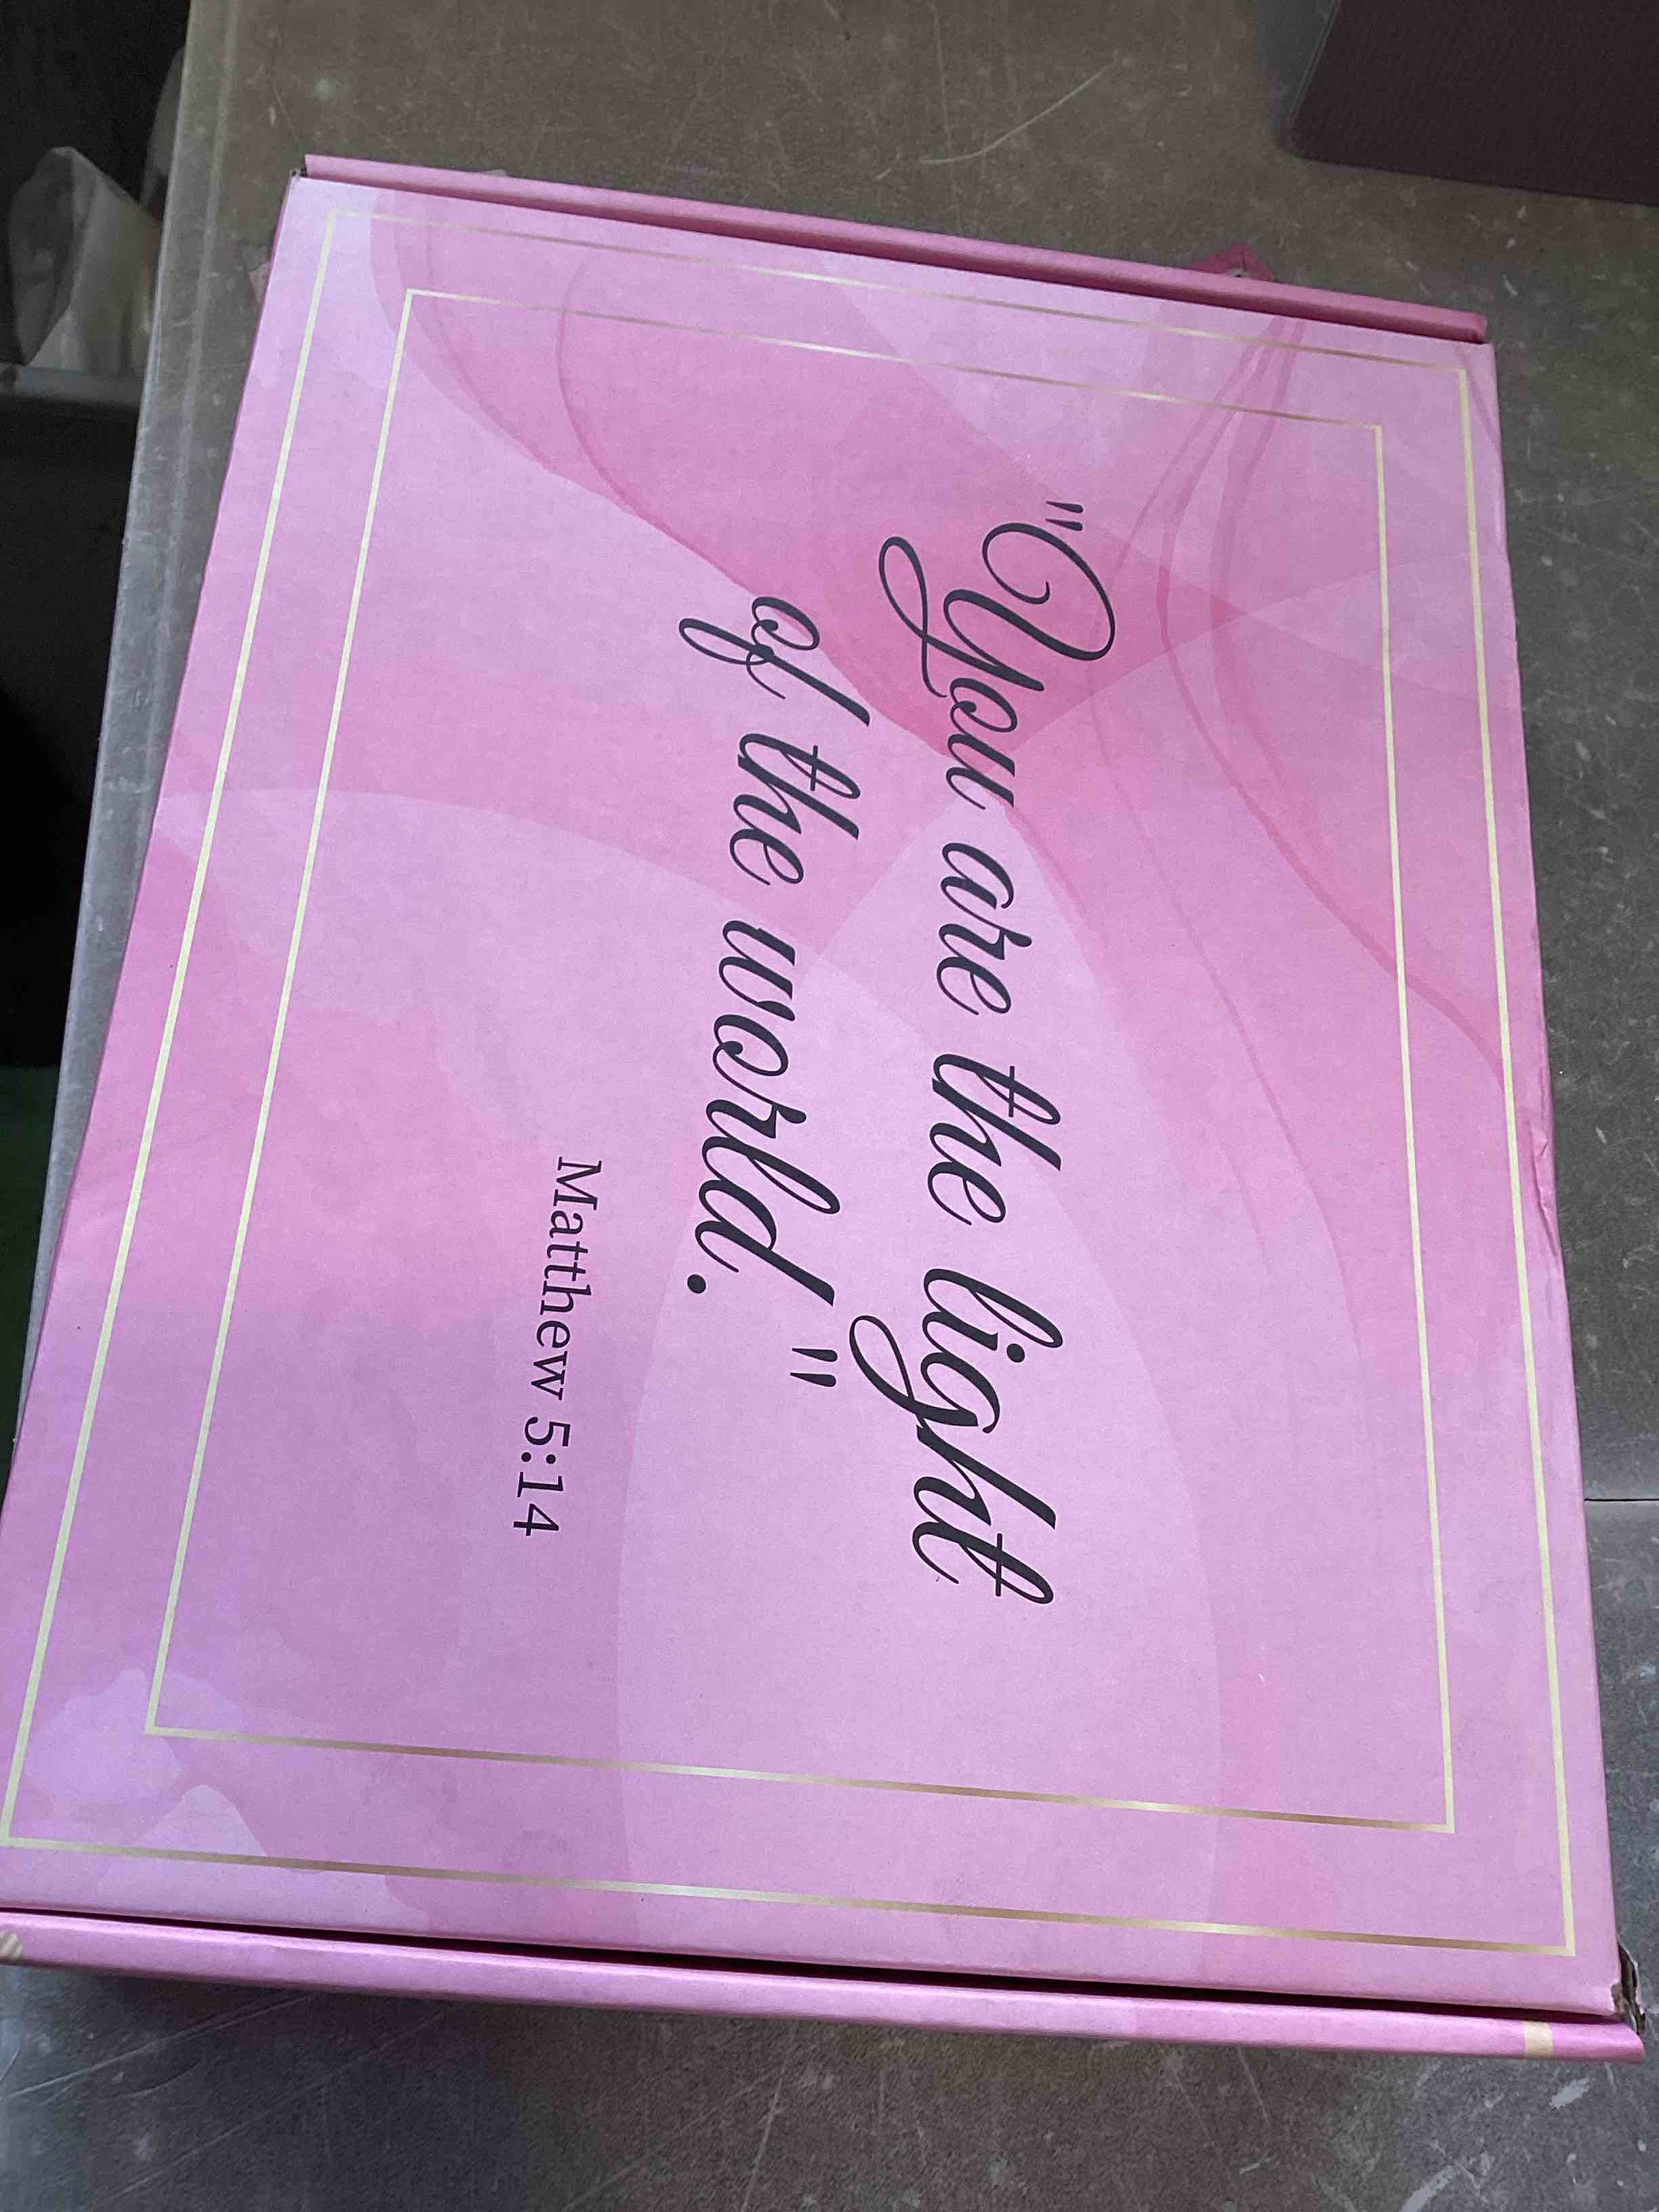 "You are the light
of the world."
Matthew 5:14